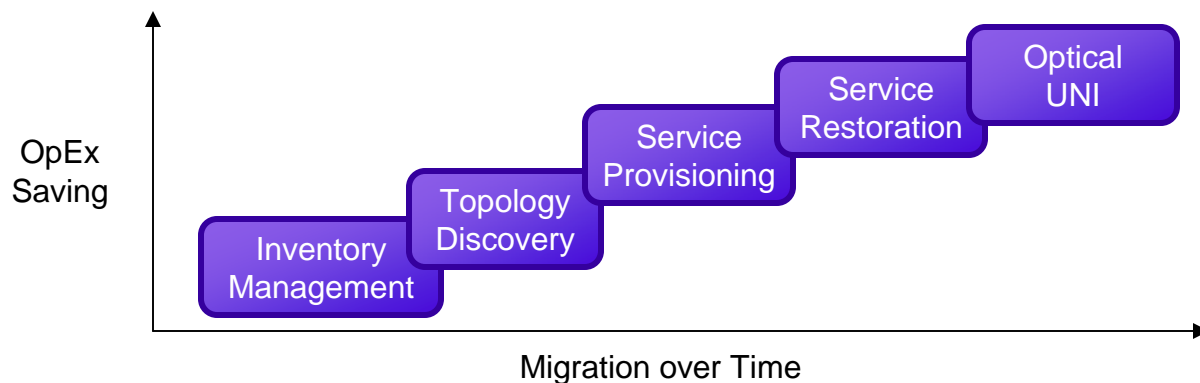 OpEx
Saving
Inventory
Management
Topology
Discovery
Service
Provisioning
Service
Restoration
Optical
UNI
Migration over Time